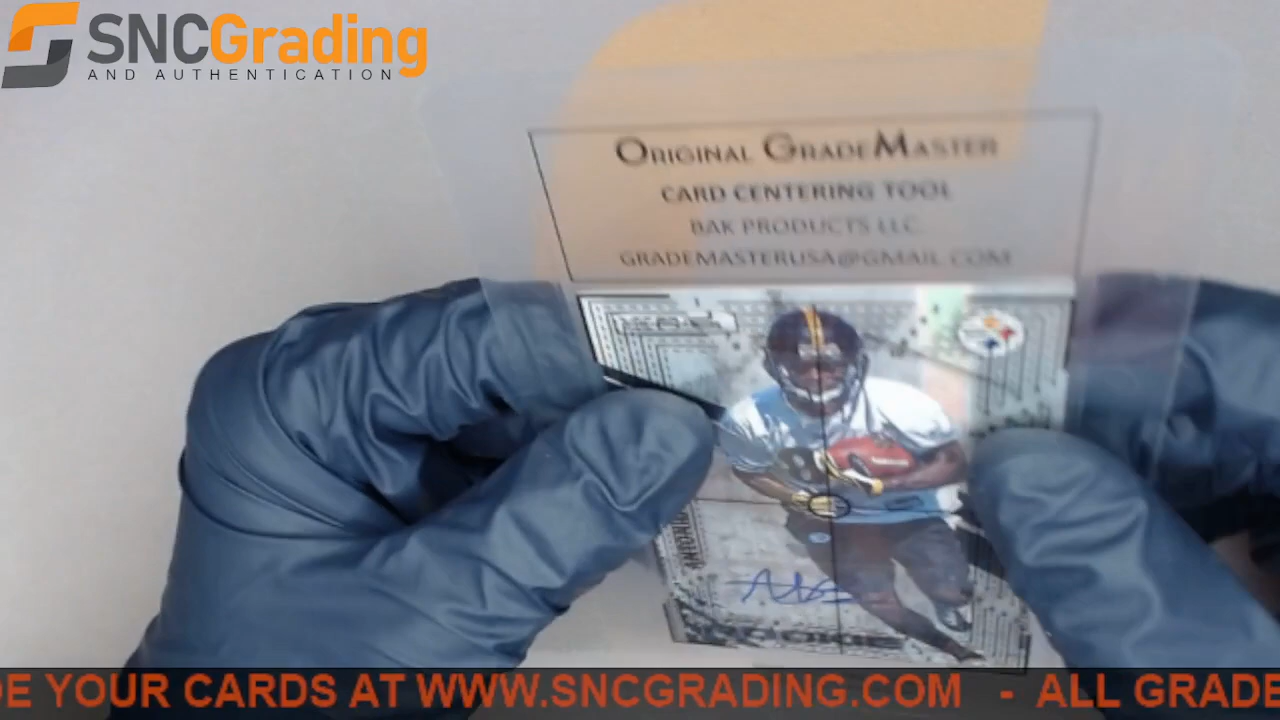 SNCGrading
AND AUTHENTICATION
ORIGINAL GRADEMASTER
CARD CENTERING TOOL
BAK PRODUCTS LLC
GRADEMASTERUSA@GMAIL.COM
DE YOUR CARDS AT WWW.SNCGRADING.COM - ALL GRADE